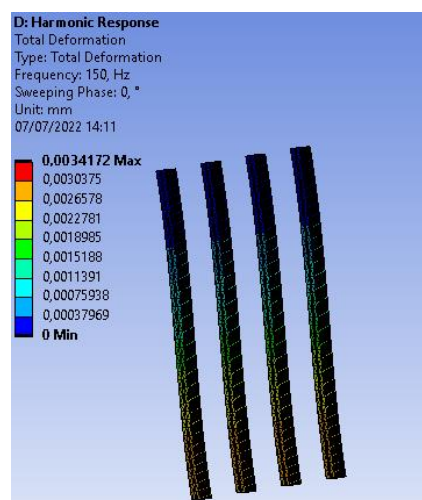 D: Harmonic Response
Total Deformation
Type: Total Deformation
Frequency: 150, Hz
Sweeping Phase: 0, °
Unit: mm
07/07/2022 14:11
0,0034172 Max
0,0030375
0,0026578
0,0022781
0,0018985
0,0015188
0,0011391
0,00075938
0,00037969
0 Min